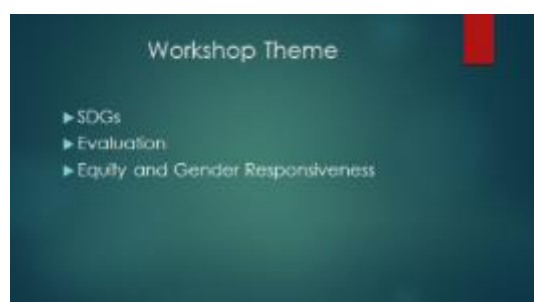 Workshop Theme
SDGs
Evaluation
Equity and Gender Responsiveness